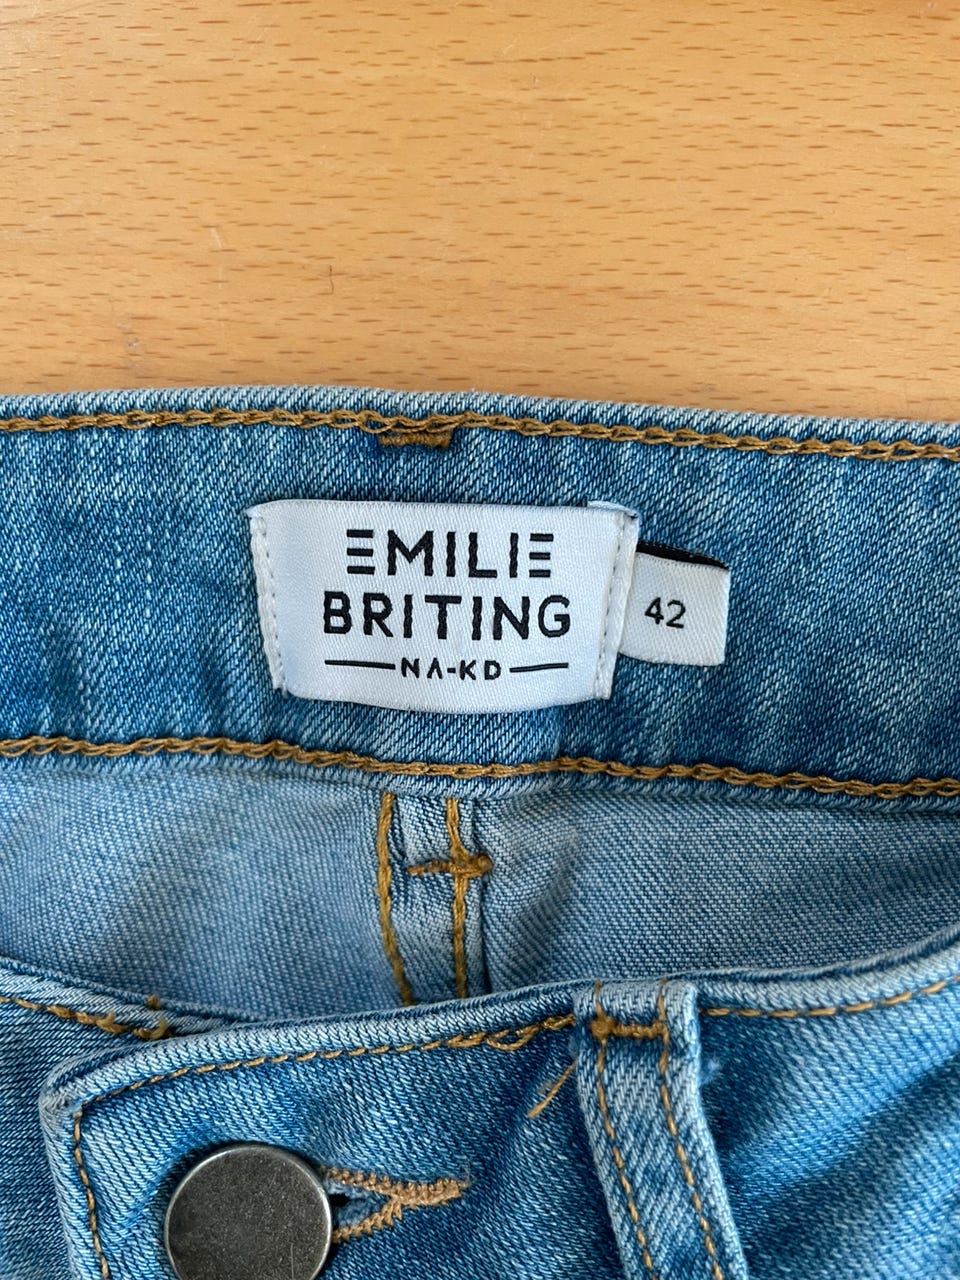 EMILIE
BRITING
NA-KD
42